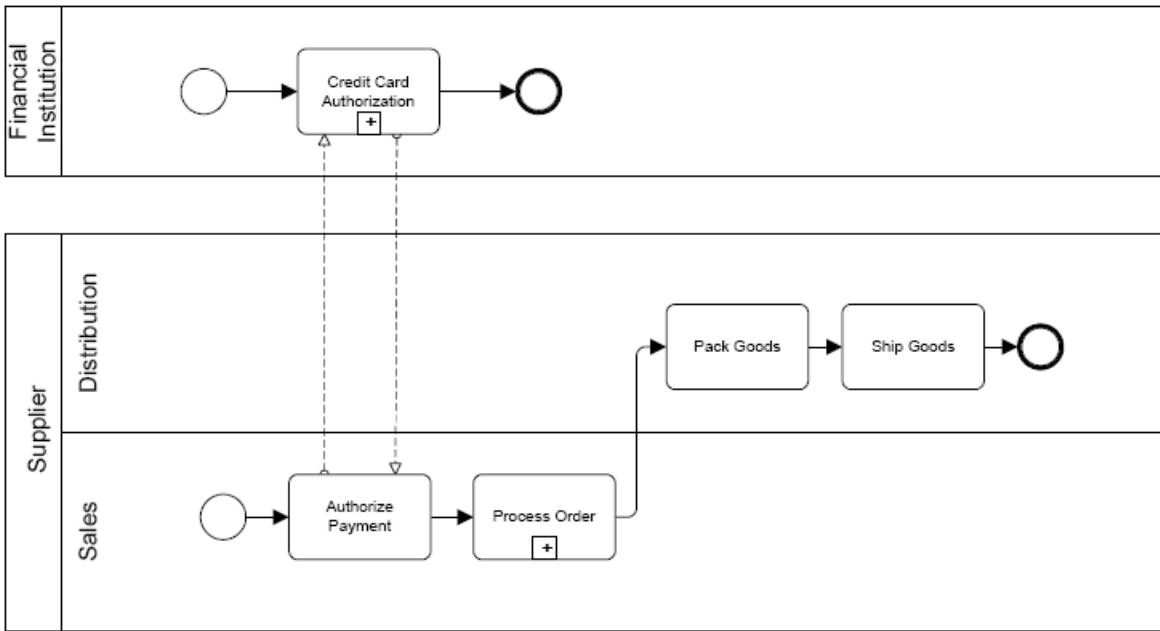 Financial
Institution
Credit Card
Authorization
+
Supplier
Distribution
Pack Goods
Ship Goods
Sales
Authorize
Payment
Process Order
+